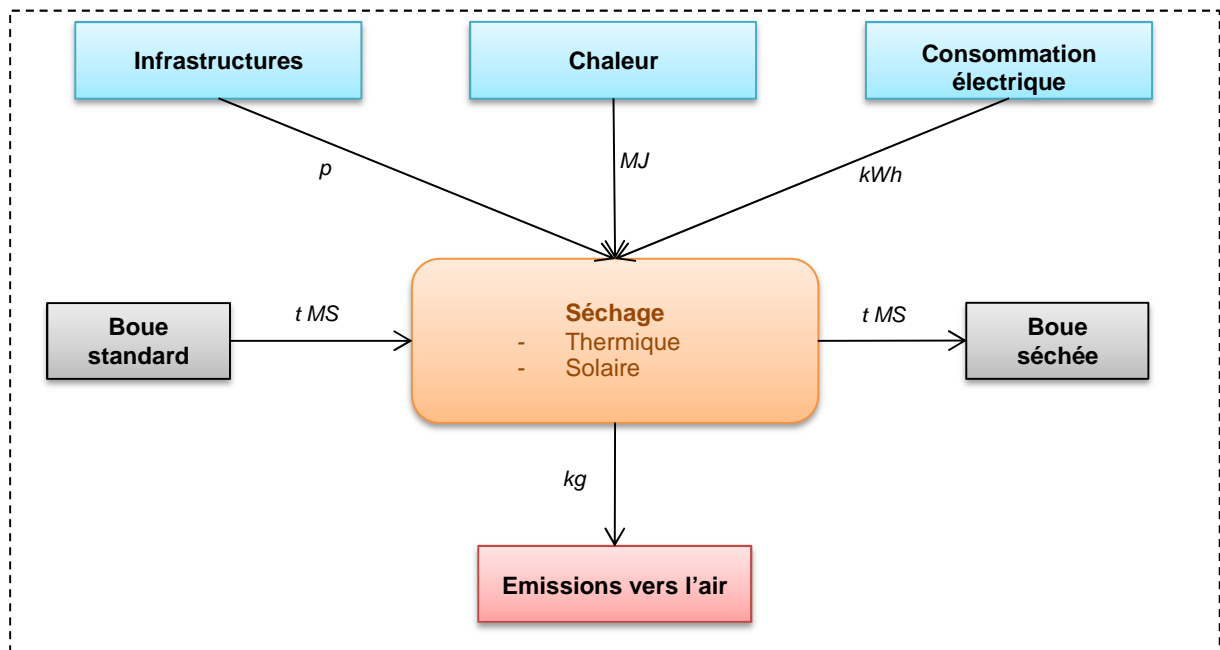 Infrastructures
Chaleur
Consommation
électrique
p
MJ
kWh
Boue
standard
t MS
Séchage
- Thermique
- Solaire
t MS
Boue
séchée
kg
Emissions vers l’air